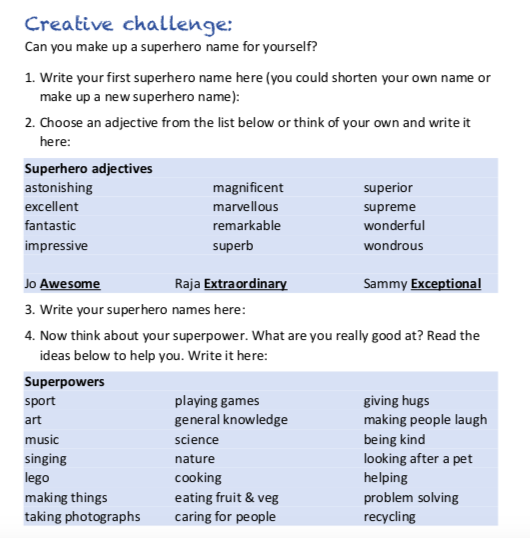 Creative challenge:
Can you make up a superhero name for yourself?
1. Write your first superhero name here (you could shorten your own name or
make up a new superhero name):
2. Choose an adjective from the list below or think of your own and write it
here:
Superhero adjectives
astonishing magnificent superior
excellent marvellous supreme
fantastic remarkable wonderful
impressive superb wondrous
Jo Awesome Raja Extraordinary Sammy Exceptional
3. Write your superhero names here:
4. Now think about your superpower. What are you really good at? Read the
ideas below to help you. Write it here:
Superpowers
sport playing games giving hugs
art general knowledge making people laugh
music science being kind
singing nature looking after a pet
lego cooking helping
making things eating fruit & veg problem solving
taking photographs caring for people recycling